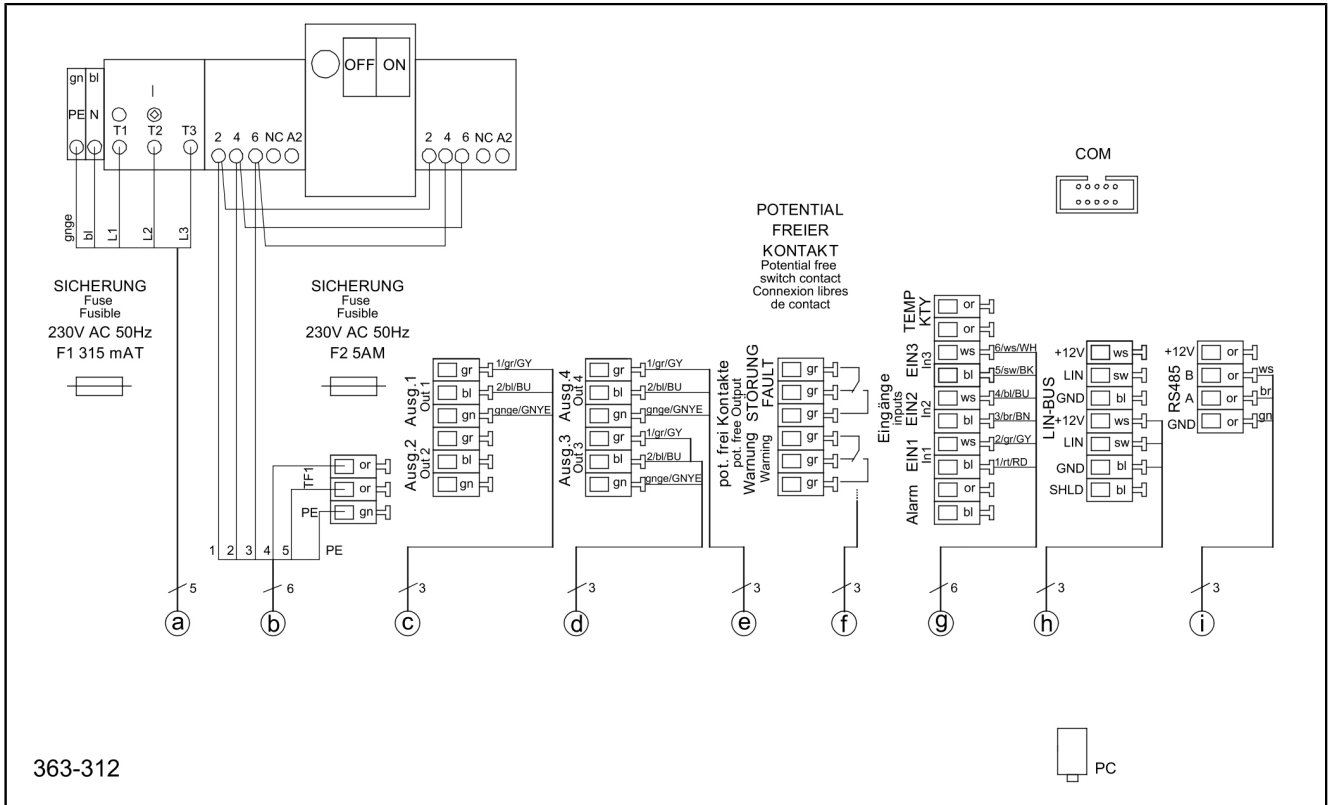 OFF ON
gn bl
PE N
T1 T2 T3
2 4 6 NC A2
2 4 6 NC A2
gnge bl L1 L2 L3
SICHERUNG
Fuse
Fusible
230V AC 50Hz
F1 315 mAT
SICHERUNG
Fuse
Fusible
230V AC 50Hz
F2 5AM
TF1
or
or
PE gn
1 2 3 4 5 PE
Ausg.1
Out 1
gr 1/gr/GY
bl 2/bl/BU
gn gnge/GNYE
Ausg.2
Out 2
gr
bl
gn
Ausg.4
Out 4
gr 1/gr/GY
bl 2/bl/BU
gn gnge/GNYE
Ausg.3
Out 3
gr 1/gr/GY
bl 2/bl/BU
gn gnge/GNYE
POTENTIAL
FREIER
KONTAKT
Potential free
switch contact
Connexion libres
de contact
pot. frei Kontakte
pot. free Output
STÖRUNG
FAULT
gr
gr
gr
Warnung
Warning
gr
gr
gr
Eingänge
inputs
TEMP
KTY
or
or
EIN3
In3
ws 6/ws/WH
bl 5/sw/BK
EIN2
In2
ws 4/bl/BU
bl 3/br/BN
EIN1
In1
ws 2/gr/GY
bl 1/rt/RD
Alarm
or
bl
COM
LIN-BUS
+12V ws
LIN sw
GND bl
+12V ws
LIN sw
GND bl
SHLD bl
RS485
+12V or
B or ws
A or br
GND or gn
5 6 3 3 3 3 6 3 3
a b c d e f g h i
363-312
PC